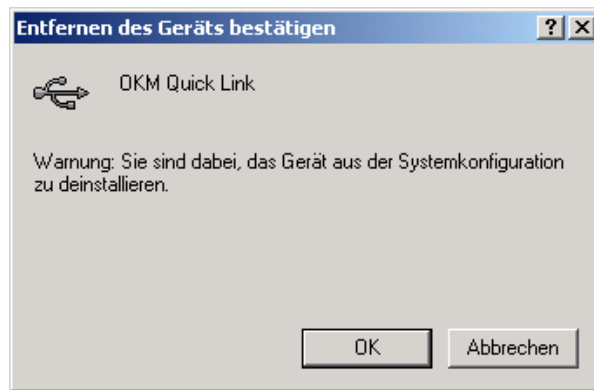 Entfernen des Geräts bestätigen
OKM Quick Link
Warnung: Sie sind dabei, das Gerät aus der Systemkonfiguration
zu deinstallieren.
OK
Abbrechen